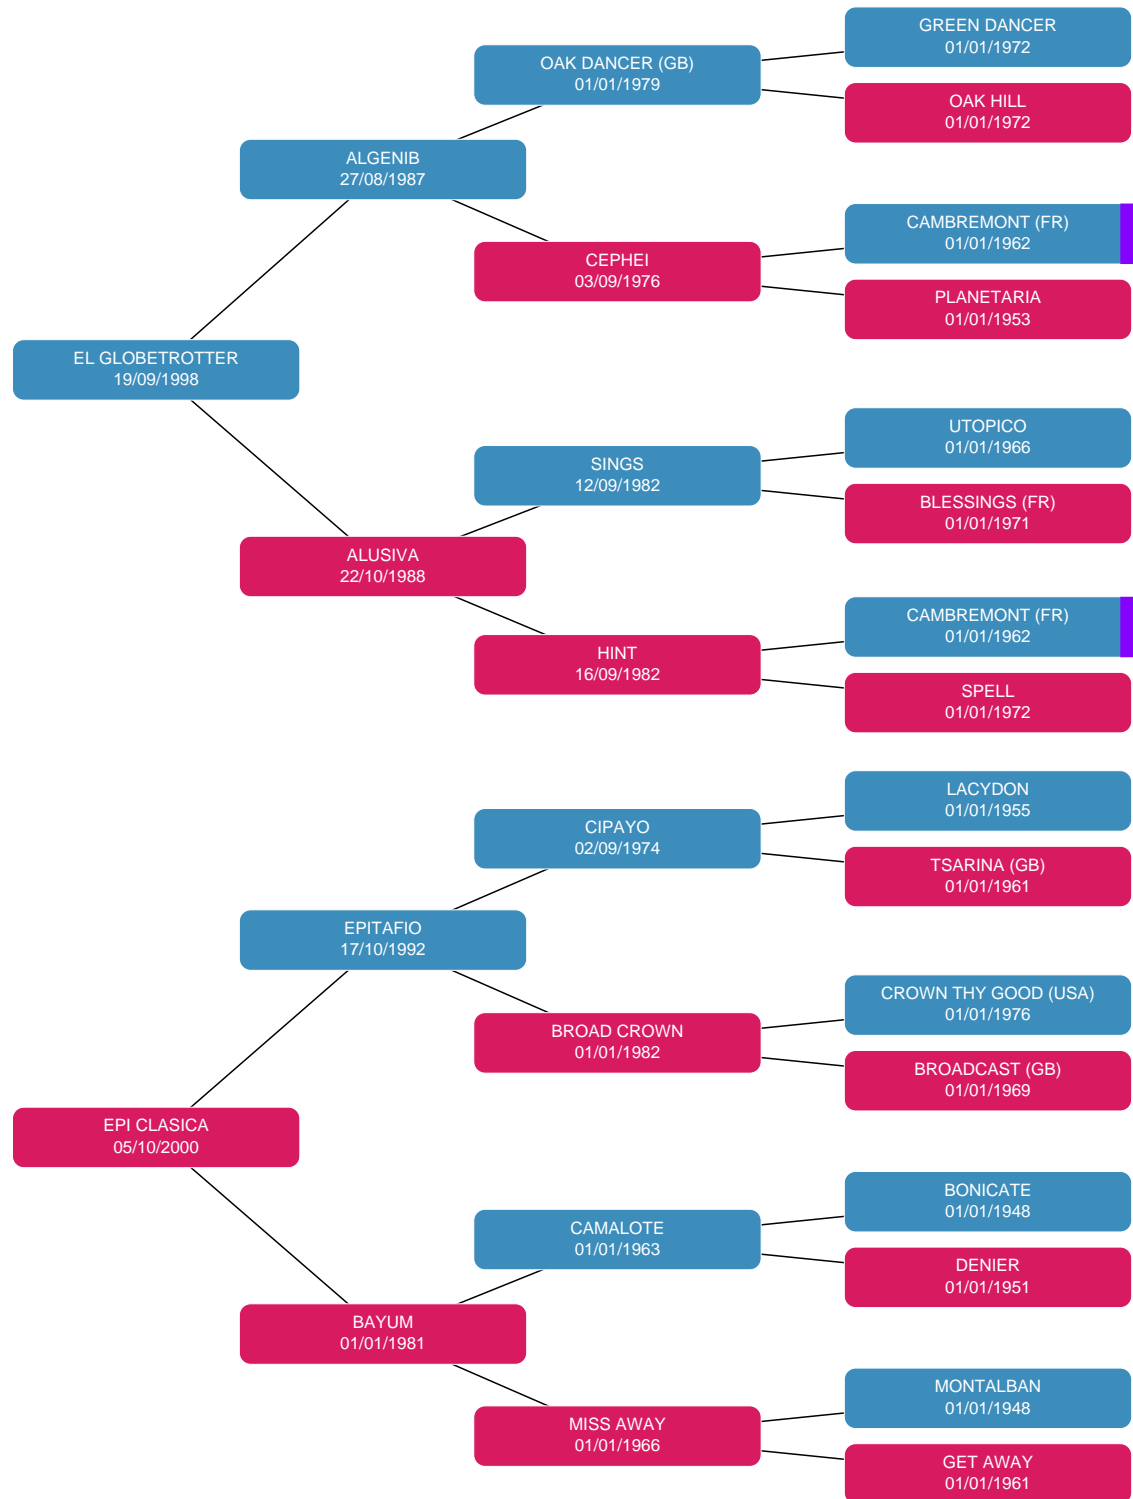 GREEN DANCER
01/01/1972
OAK DANCER (GB)
01/01/1979
OAK HILL
01/01/1972
ALGENIB
27/08/1987
CAMBREMONT (FR)
01/01/1962
CEPHEI
03/09/1976
PLANETARIA
01/01/1953
EL GLOBETROTTER
19/09/1998
UTOPICO
01/01/1966
SINGS
12/09/1982
BLESSINGS (FR)
01/01/1971
ALUSIVA
22/10/1988
CAMBREMONT (FR)
01/01/1962
HINT
16/09/1982
SPELL
01/01/1972
LACYDON
01/01/1955
CIPAYO
02/09/1974
TSARINA (GB)
01/01/1961
EPITAFIO
17/10/1992
CROWN THY GOOD (USA)
01/01/1976
BROAD CROWN
01/01/1982
BROADCAST (GB)
01/01/1969
EPI CLASICA
05/10/2000
BONICATE
01/01/1948
CAMALOTE
01/01/1963
DENIER
01/01/1951
BAYUM
01/01/1981
MONTALBAN
01/01/1948
MISS AWAY
01/01/1966
GET AWAY
01/01/1961